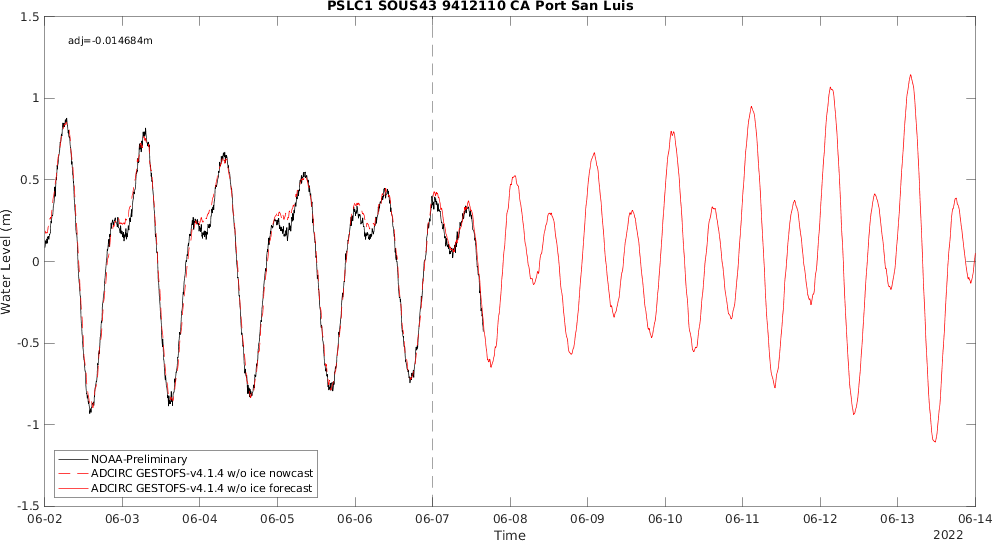 PSLC1 SOUS43 9412110 CA Port San Luis
adj=-0.014684m
1.5
1
0.5
0
-0.5
-1
-1.5
Water Level (m)
NOAA-Preliminary
ADCIRC GESTOFS-v4.1.4 w/o ice nowcast
ADCIRC GESTOFS-v4.1.4 w/o ice forecast
06-02 06-03 06-04 06-05 06-06 06-07 06-08 06-09 06-10 06-11 06-12 06-13 06-14
Time
2022